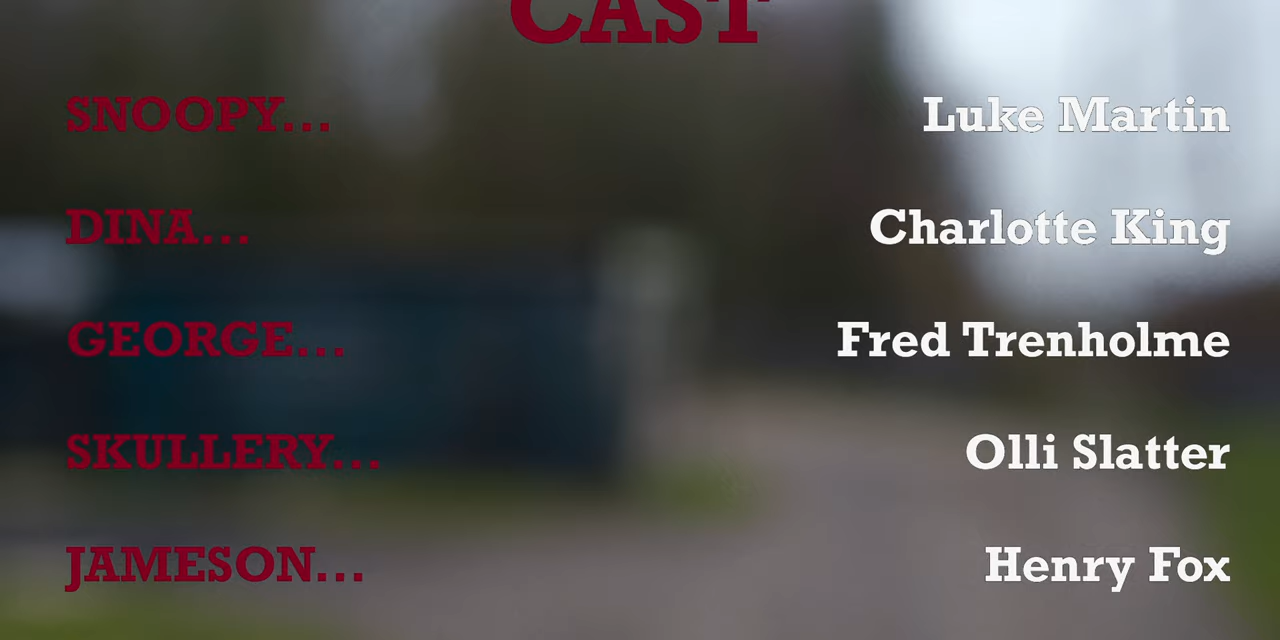 CAST
SNOOPY... Luke Martin
DINA... Charlotte King
GEORGE... Fred Trenholme
SKULLERY... Olli Slatter
JAMESON... Henry Fox